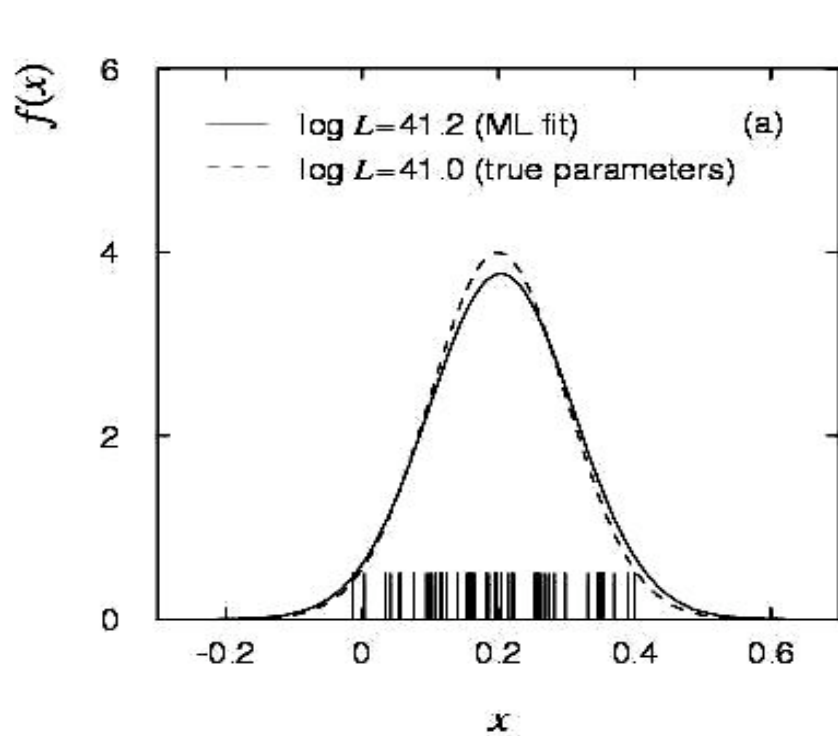 f(x)
6
log L=41.2 (ML fit)
(a)
log L=41.0 (true parameters)
4
2
0
-0.2 0 0.2 0.4 0.6
x